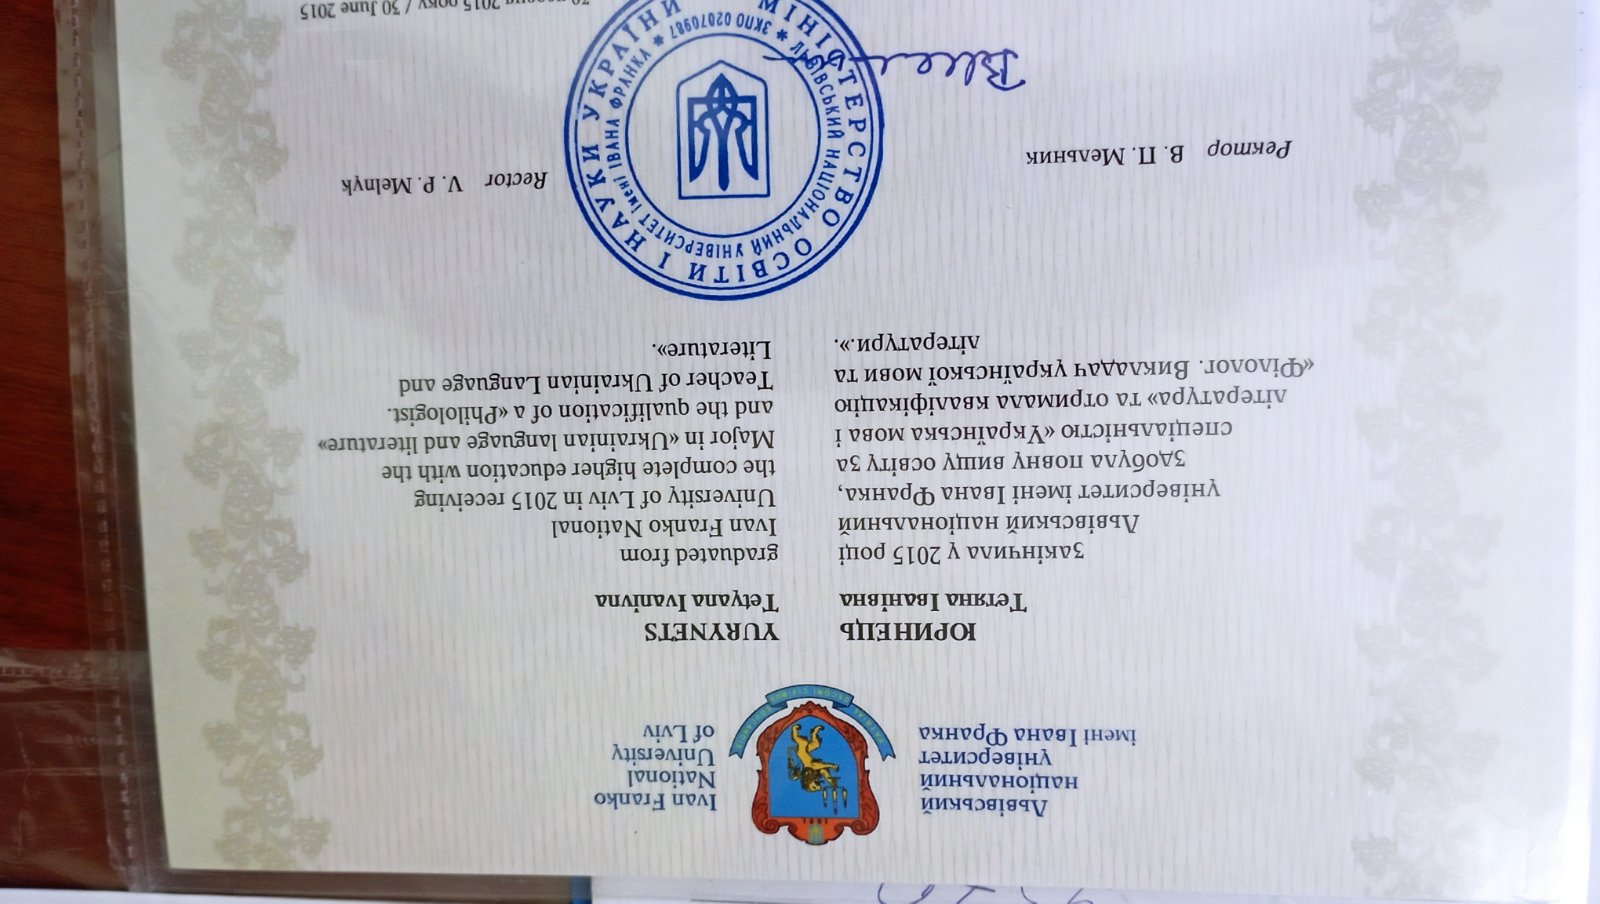 Львівський
національний
університет
імені Івана Франка
Ivan Franko
National
University
of Lviv
ЮРИНЕЦЬ
Тетяна Іванівна
закінчила у 2015 році
Львівський національний
університет імені Івана Франка,
здобула повну вищу освіту за
спеціальністю «Українська мова і
література» та отримала кваліфікацію
«Філолог. Викладач української мови та
літератури.».
YURYNETS
Tetyana Ivanivna
graduated from
Ivan Franko National
University of Lviv in 2015 receiving
the complete higher education with the
Major in «Ukrainian language and literature»
and the qualification of a «Philologist.
Teacher of Ukrainian Language and
Literature».
Ректор В. П. Мельник
Rector V. P. Melnyk
МІНІСТЕРСТВО ОСВІТИ І НАУКИ УКРАЇНИ
ЛЬВІВСЬКИЙ НАЦІОНАЛЬНИЙ УНІВЕРСИТЕТ імені ІВАНА ФРАНКА
* ЗКПО 02070987 *
2015 року / 30 June 2015